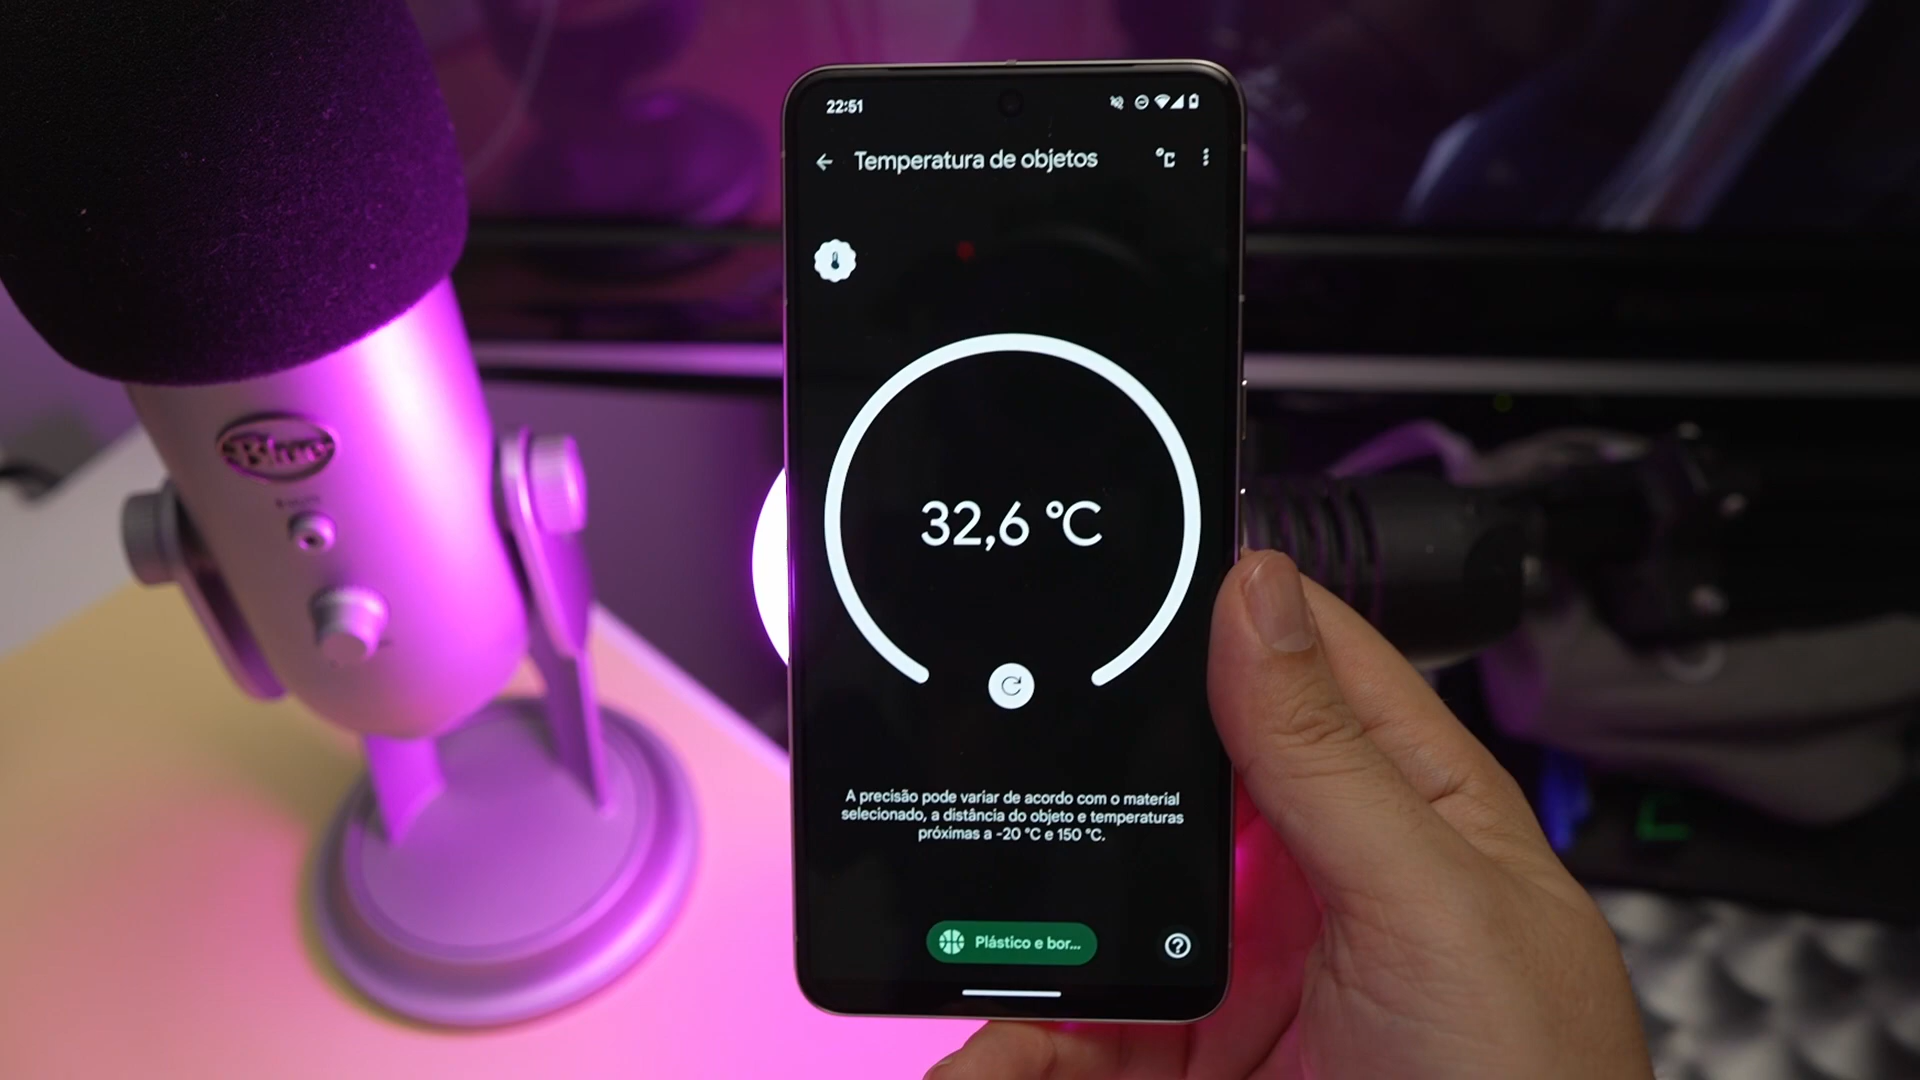 22:51
Temperatura de objetos
°C
32,6 °C
A precisão pode variar de acordo com o material
selecionado, a distância do objeto e temperaturas
próximas a -20 °C e 150 °C.
Plástico e bor...
Blue